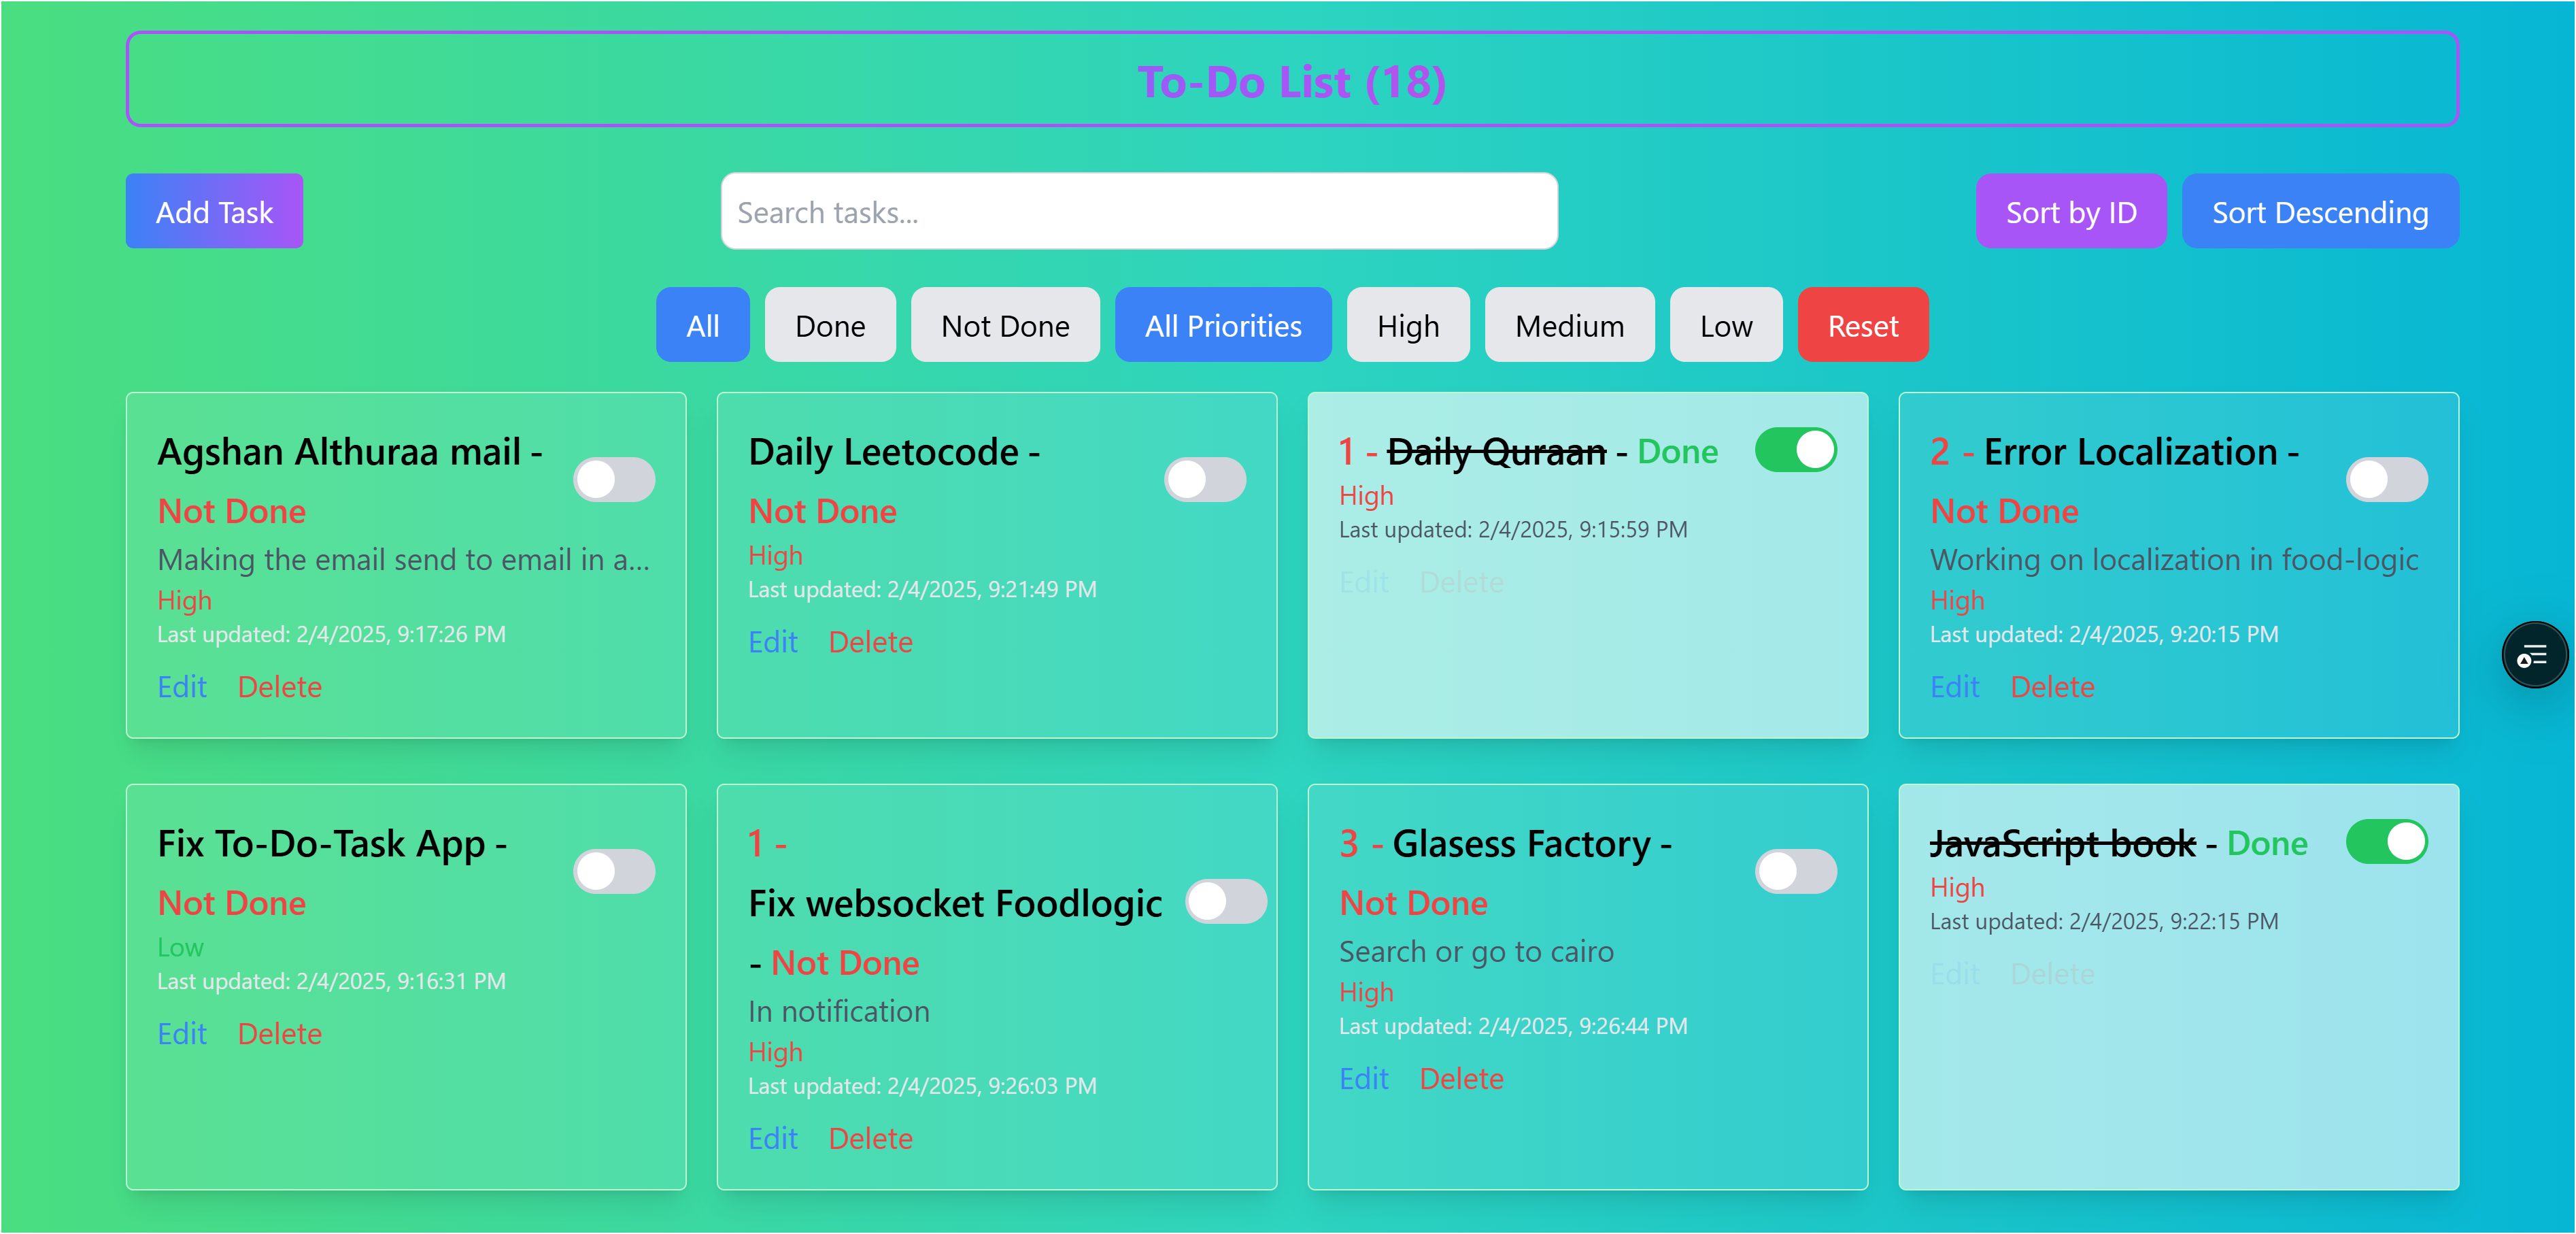 To-Do List (18)
Add Task
Search tasks...
Sort by ID
Sort Descending
All
Done
Not Done
All Priorities
High
Medium
Low
Reset
Agshan Althuraa mail -
Not Done
Making the email send to email in a...
High
Last updated: 2/4/2025, 9:17:26 PM
Edit Delete
Daily Leetocode -
Not Done
High
Last updated: 2/4/2025, 9:21:49 PM
Edit Delete
1 - Daily Quraan - Done
High
Last updated: 2/4/2025, 9:15:59 PM
Edit Delete
2 - Error Localization -
Not Done
Working on localization in food-logic
High
Last updated: 2/4/2025, 9:20:15 PM
Edit Delete
Fix To-Do-Task App -
Not Done
Low
Last updated: 2/4/2025, 9:16:31 PM
Edit Delete
1 -
Fix websocket Foodlogic
- Not Done
In notification
High
Last updated: 2/4/2025, 9:26:03 PM
Edit Delete
3 - Glasess Factory -
Not Done
Search or go to cairo
High
Last updated: 2/4/2025, 9:26:44 PM
Edit Delete
JavaScript book - Done
High
Last updated: 2/4/2025, 9:22:15 PM
Edit Delete